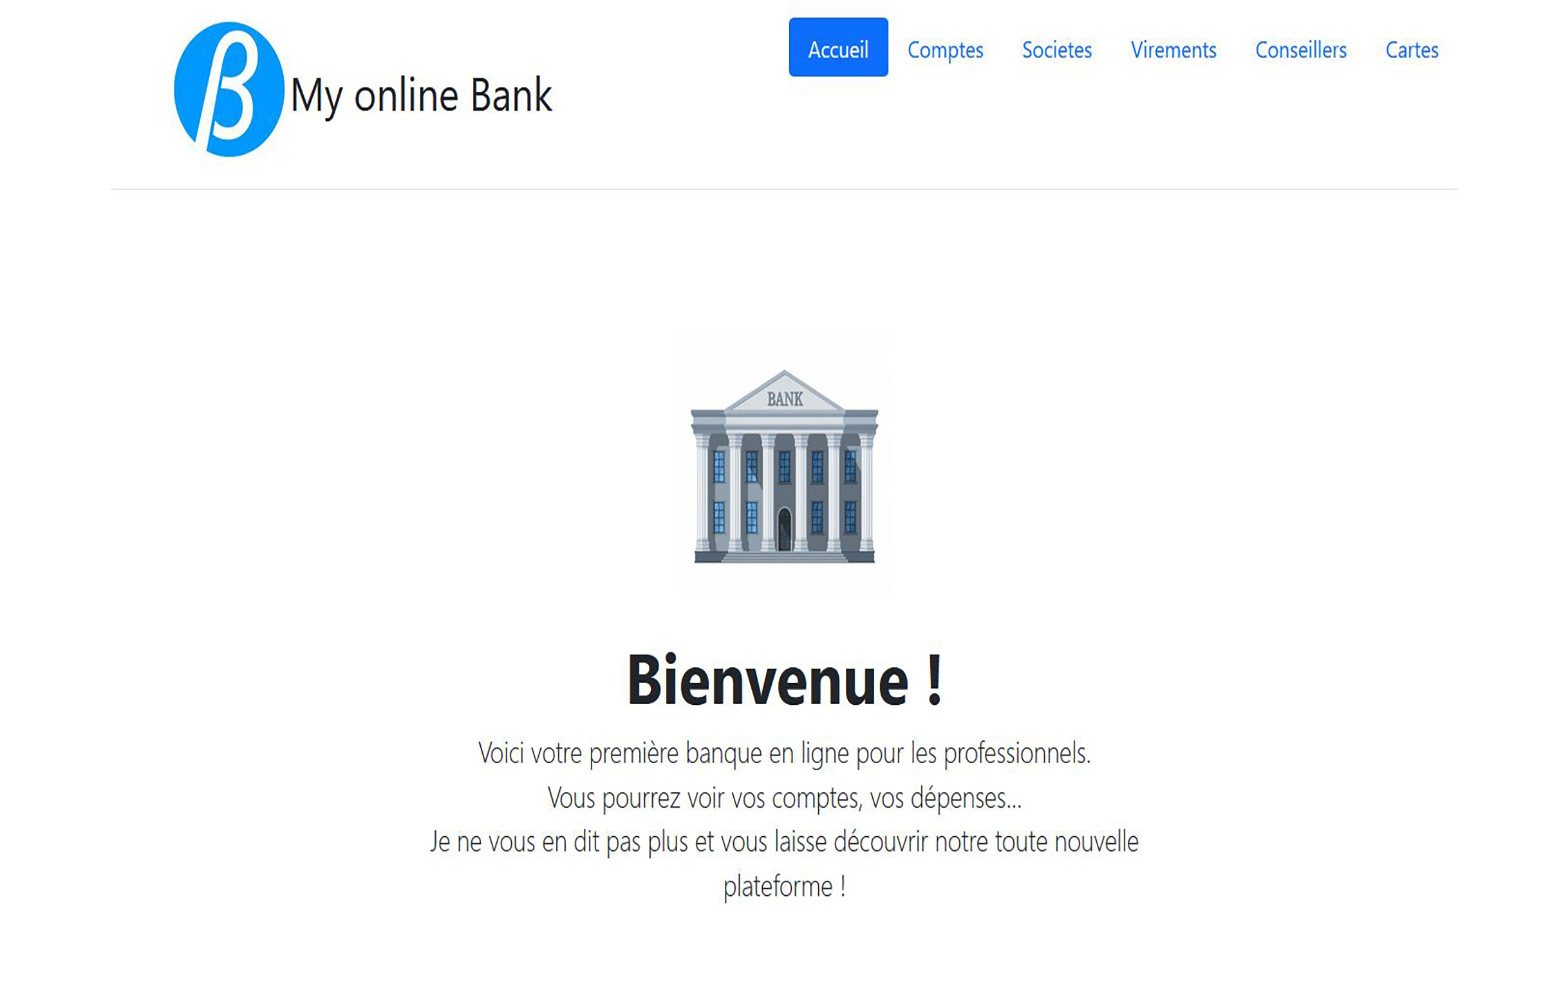 β My online Bank
Accueil Comptes Societes Virements Conseillers Cartes
BANK
Bienvenue !
Voici votre première banque en ligne pour les professionnels.
Vous pourrez voir vos comptes, vos dépenses...
Je ne vous en dit pas plus et vous laisse découvrir notre toute nouvelle
plateforme !